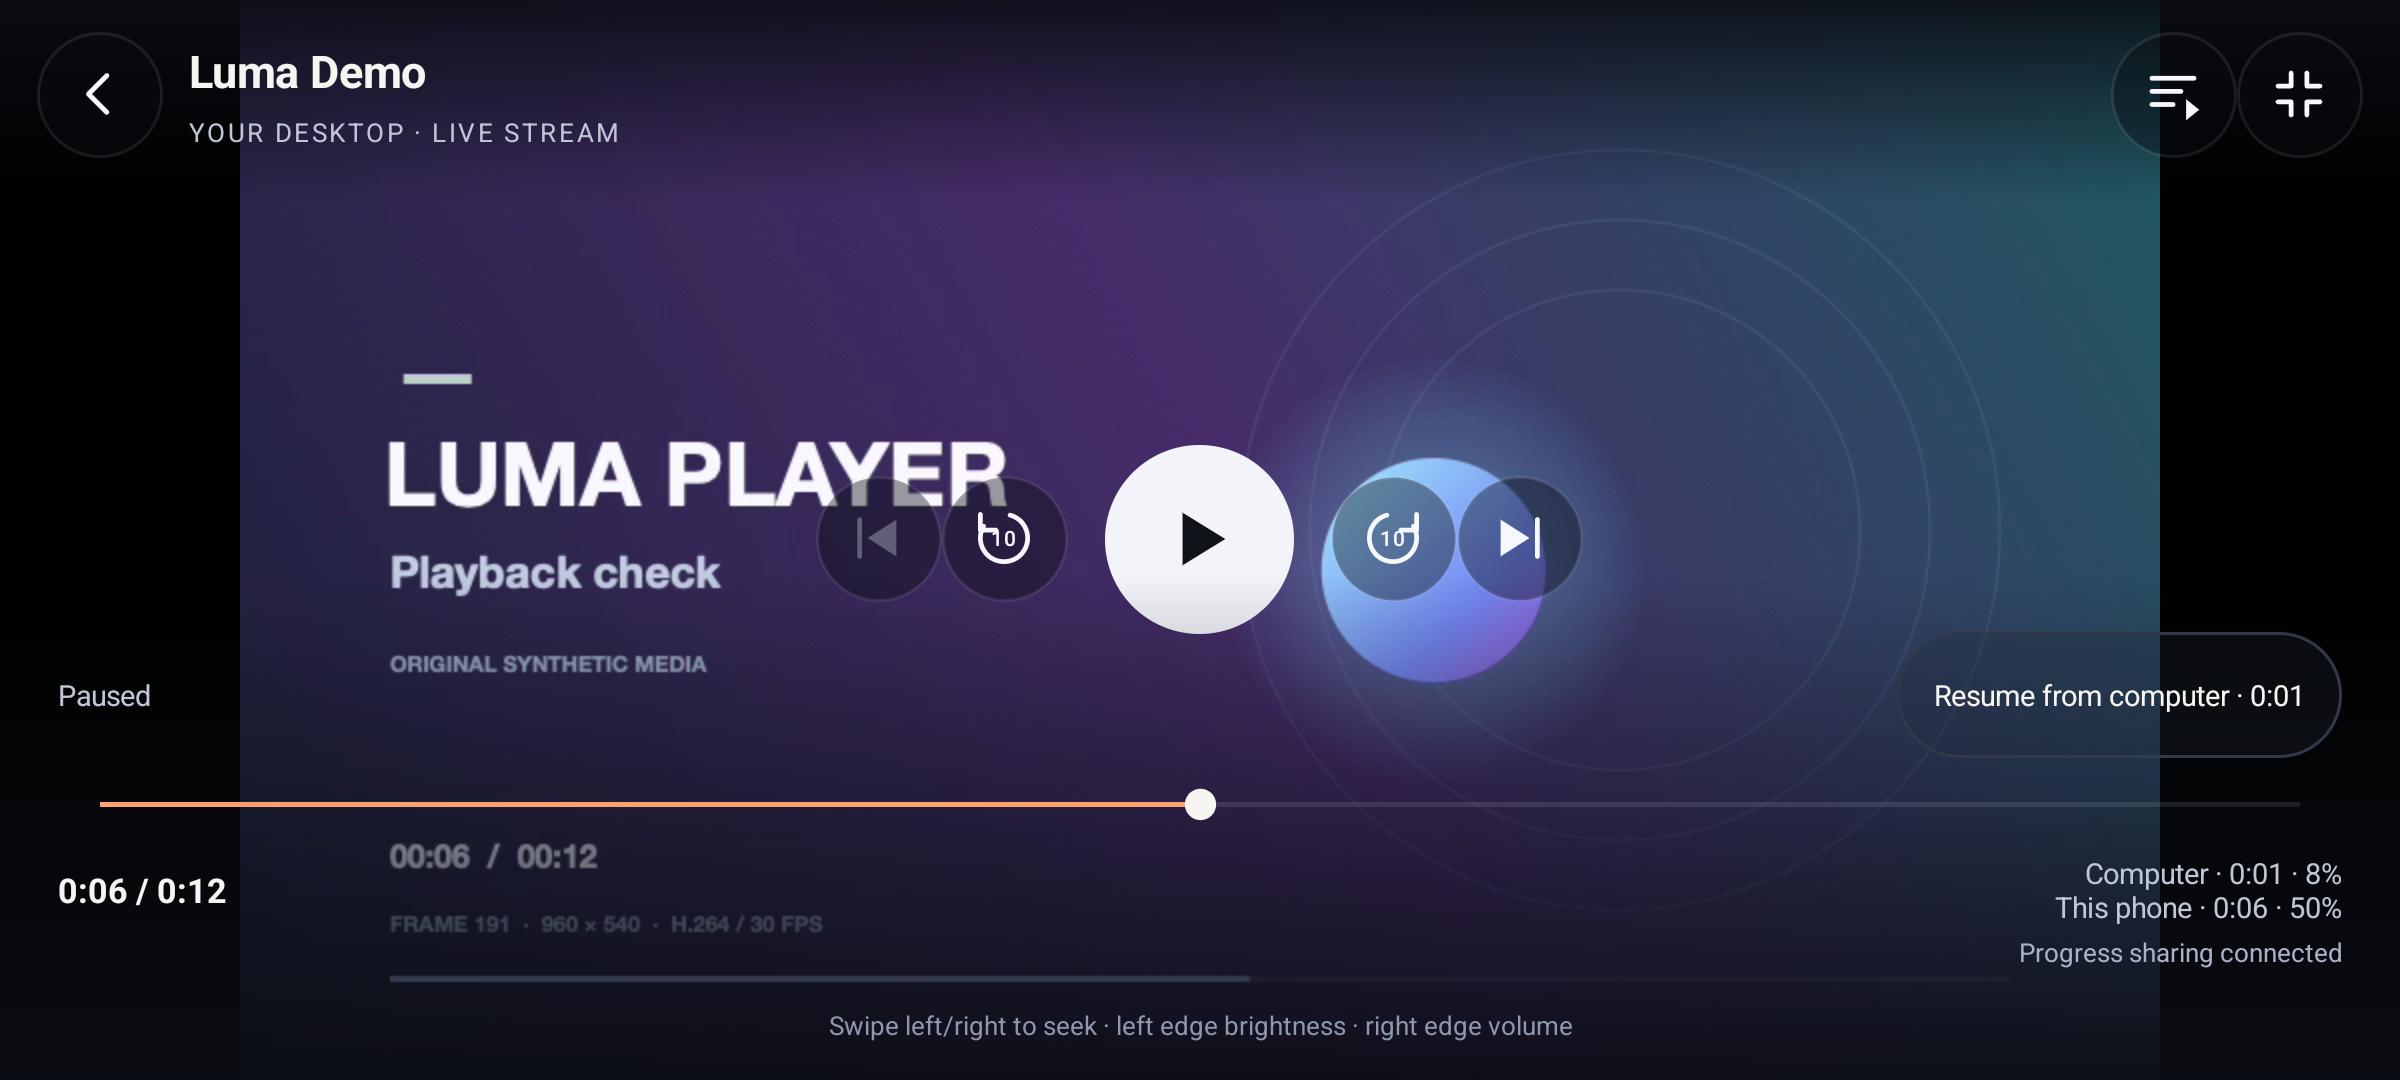 Luma Demo
YOUR DESKTOP · LIVE STREAM
LUMA PLAYER
10
10
Playback check
ORIGINAL SYNTHETIC MEDIA
Paused
Resume from computer · 0:01
00:06 / 00:12
0:06 / 0:12
Computer · 0:01 · 8%
This phone · 0:06 · 50%
FRAME 191 · 960 × 540 · H.264 / 30 FPS
Progress sharing connected
Swipe left/right to seek · left edge brightness · right edge volume